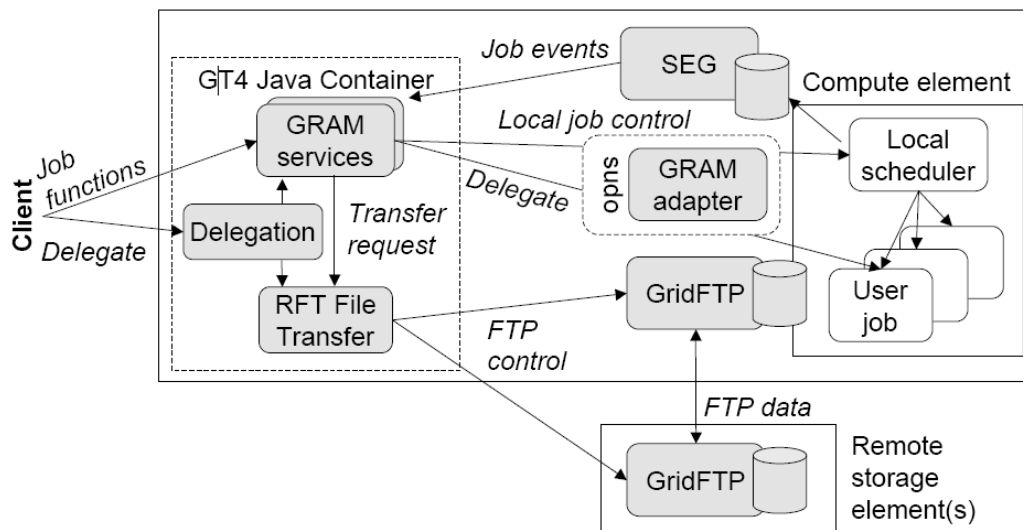 Job events
SEG
GT4 Java Container
Compute element
GRAM
services
Local job control
Local
scheduler
Job
functions
Client
Delegate
opns
GRAM
adapter
Delegate
Delegation
Transfer
request
RFT File
Transfer
GridFTP
User
job
FTP
control
FTP data
GridFTP
Remote
storage
element(s)